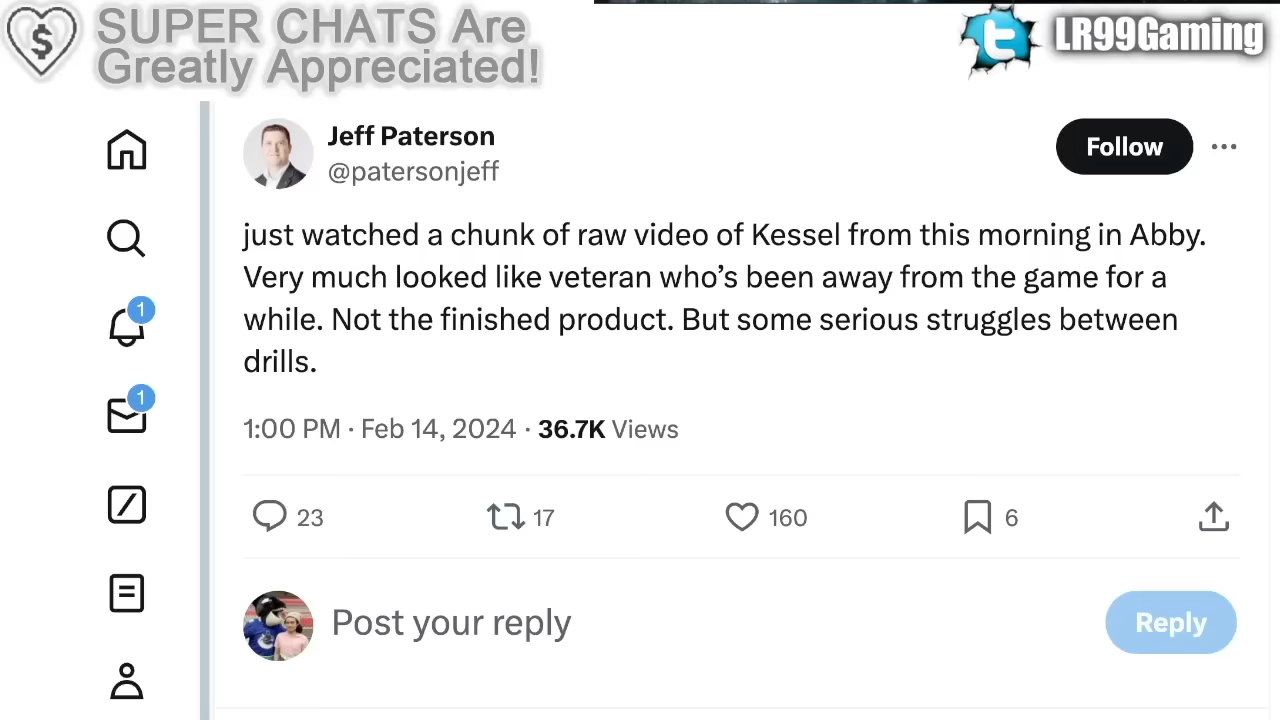 SUPER CHATS Are
Greatly Appreciated!
LR99Gaming
Jeff Paterson
@patersonjeff
Follow
just watched a chunk of raw video of Kessel from this morning in Abby.
Very much looked like veteran who’s been away from the game for a
while. Not the finished product. But some serious struggles between
drills.
1:00 PM · Feb 14, 2024 · 36.7K Views
23 17 160 6
Post your reply
Reply
1
1